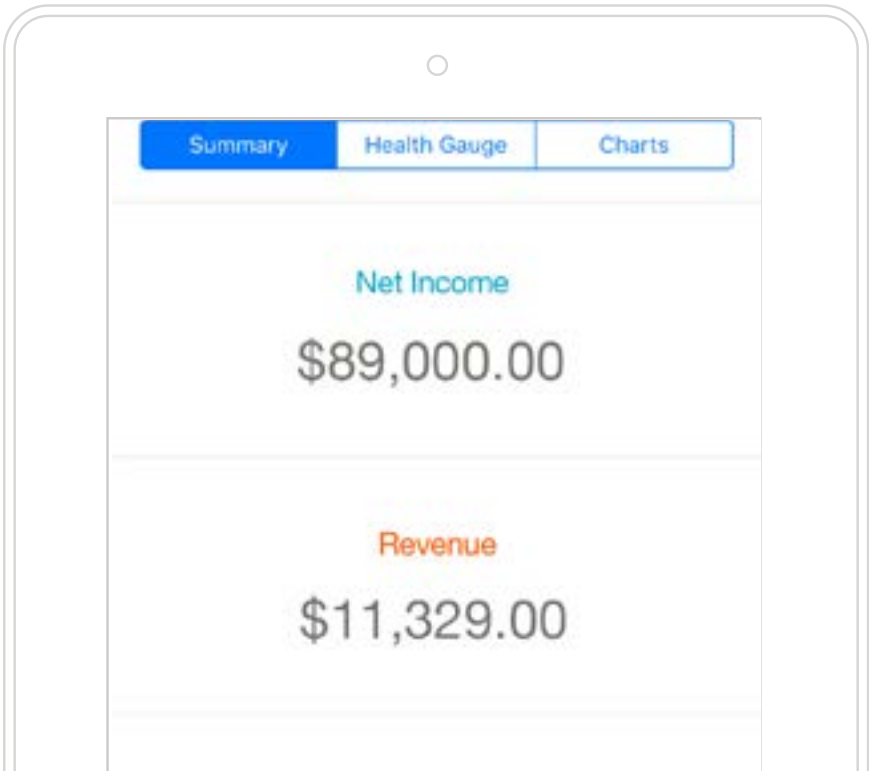 Summary Health Gauge Charts
Net Income
$89,000.00
Revenue
$11,329.00